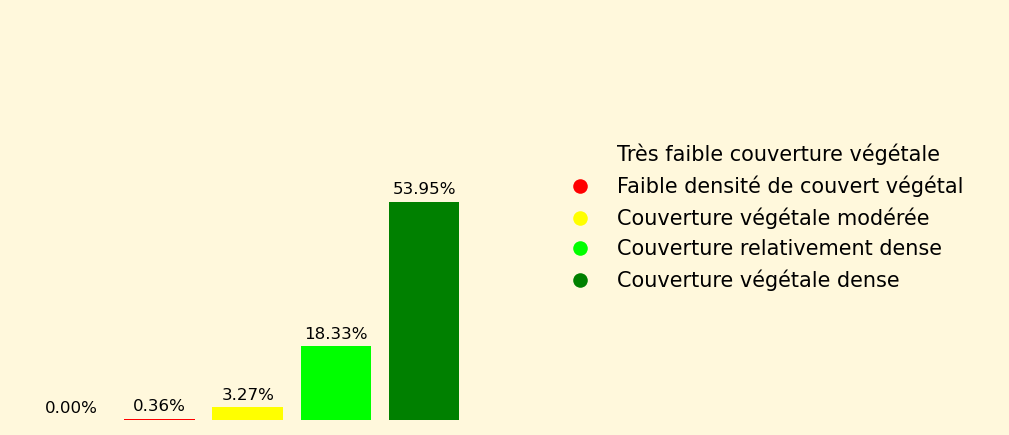 0.00%
0.36%
3.27%
18.33%
53.95%
Très faible couverture végétale
Faible densité de couvert végétal
Couverture végétale modérée
Couverture relativement dense
Couverture végétale dense